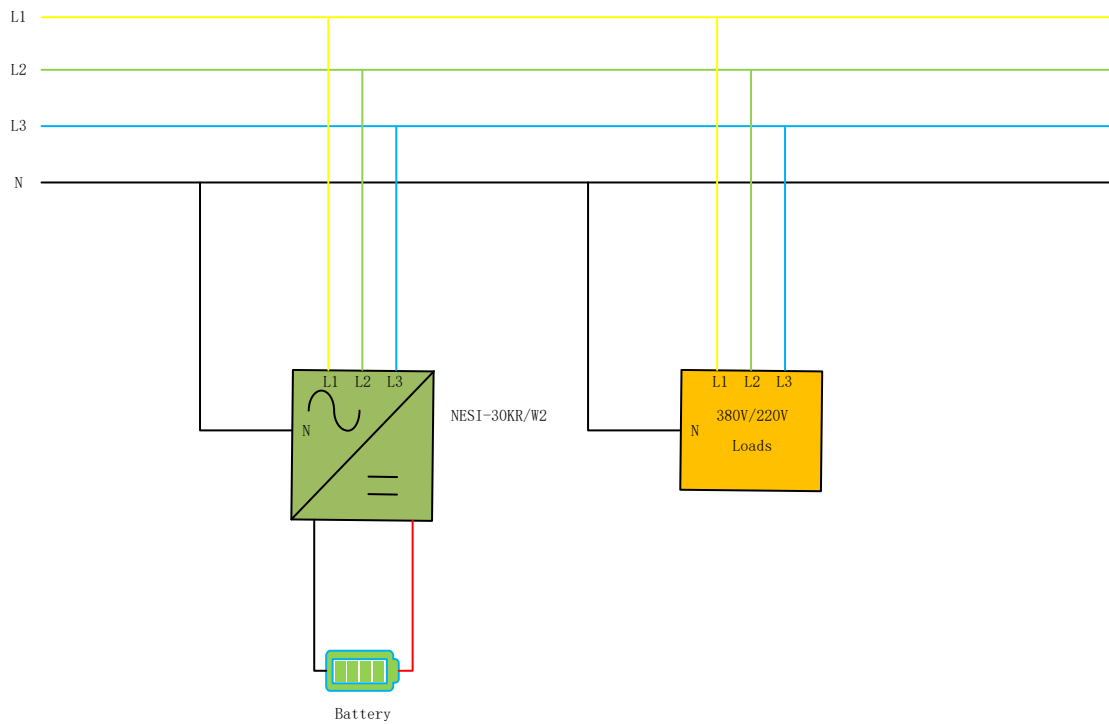 L1
L2
L3
N
L1 L2 L3
N
NESI-30KR/W2
L1 L2 L3
380V/220V
N
Loads
Battery